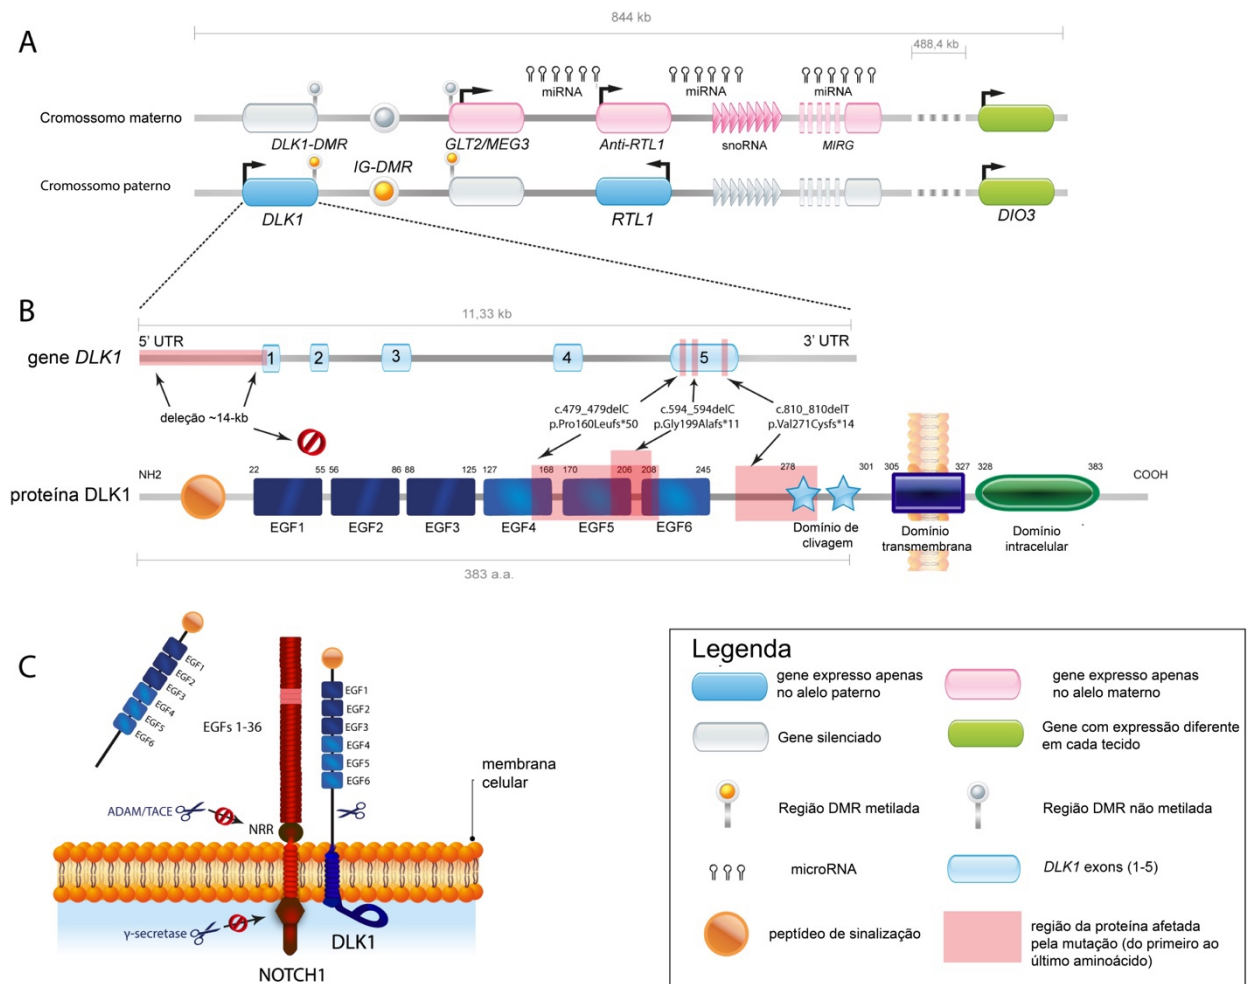 844 kb
A
488,4 kb
miRNA
miRNA
miRNA
Cromossomo materno
DLK1-DMR
GLT2/MEG3
Anti-RTL1
snoRNA
MIRG
IG-DMR
Cromossomo paterno
DLK1
RTL1
DIO3
B
11,33 kb
5' UTR
3' UTR
gene DLK1
1
2
3
4
5
deleção ~14-kb
c.479_479delC
p.Pro160Leufs*50
c.594_594delC
p.Gly199Alafs*11
c.810_810delT
p.Val271Cysfs*14
NH2
22
55
56
86
88
125
127
168
170
206
208
245
278
301
305
327
328
383
COOH
proteína DLK1
EGF1
EGF2
EGF3
EGF4
EGF5
EGF6
Domínio de
clivagem
Domínio
transmembrana
Domínio
intracelular
383 a.a.
C
EGF1
EGF2
EGF3
EGF4
EGF5
EGF6
EGFs 1-36
EGF1
EGF2
EGF3
EGF4
EGF5
EGF6
membrana
celular
ADAM/TACE
NRR
γ-secretase
DLK1
NOTCH1
Legenda
gene expresso apenas
no alelo paterno
gene expresso apenas
no alelo materno
Gene silenciado
Gene com expressão diferente
em cada tecido
Região DMR metilada
Região DMR não metilada
microRNA
DLK1 exons (1-5)
peptídeo de sinalização
região da proteína afetada
pela mutação (do primeiro ao
último aminoácido)